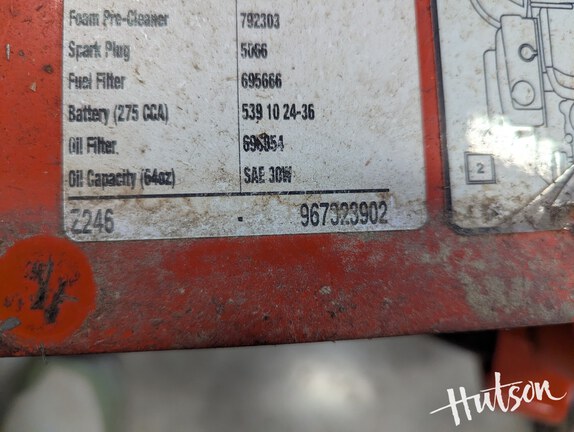 Foam Pre-Cleaner 792303
Spark Plug 5066
Fuel Filter 695666
Battery (275 CCA) 539 10 24-36
Oil Filter 696854
Oil Capacity (64oz) SAE 30W
Z246 967323902
2
Hutson